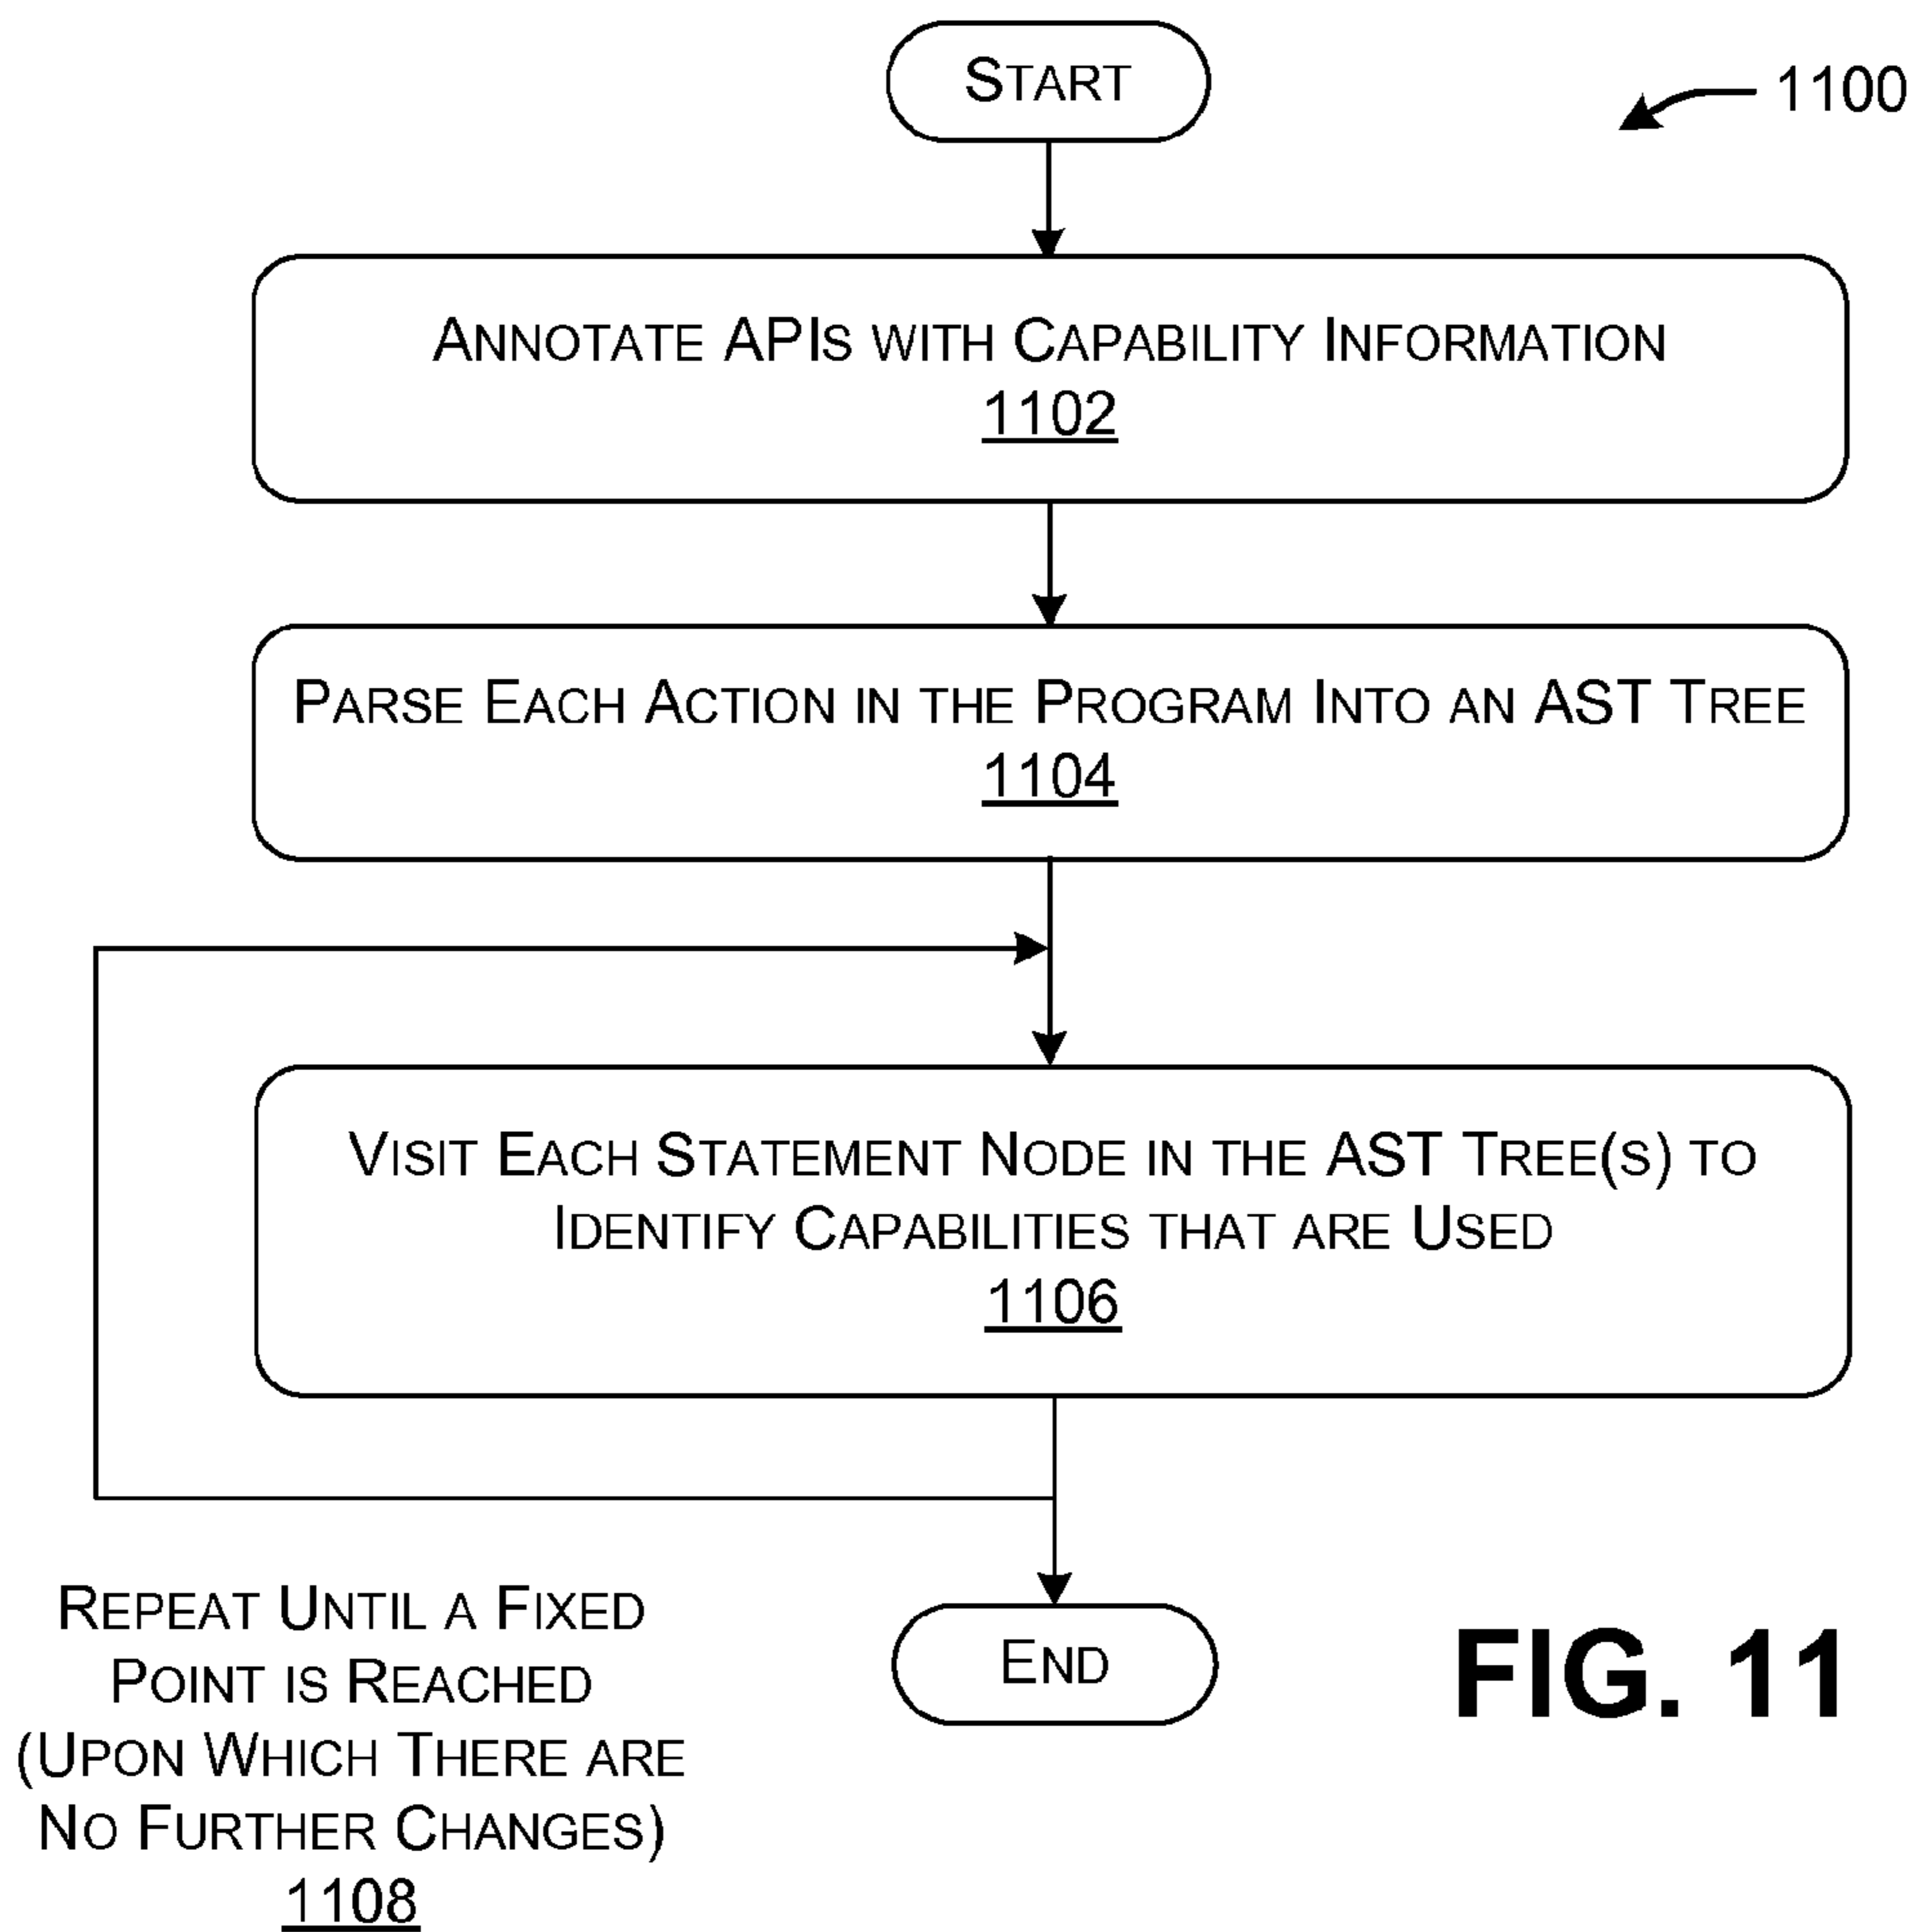 START
1100
ANNOTATE APIS WITH CAPABILITY INFORMATION
1102
PARSE EACH ACTION IN THE PROGRAM INTO AN AST TREE
1104
VISIT EACH STATEMENT NODE IN THE AST TREE(S) TO
IDENTIFY CAPABILITIES THAT ARE USED
1106
REPEAT UNTIL A FIXED
POINT IS REACHED
(UPON WHICH THERE ARE
NO FURTHER CHANGES)
1108
END
FIG. 11